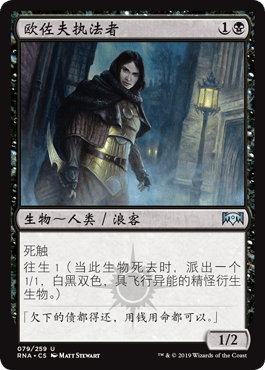 欧佐夫执法者 1
生物~人类 / 浪客
死触
往生1（当此生物死去时，派出一个
1/1，白黑双色，具飞行异能的精怪衍生
生物。）
「欠下的债都得还，用钱用命都可以。」
1/2
079/259 U
RNA • CS MATT STEWART
™ & © 2019 Wizards of the Coast